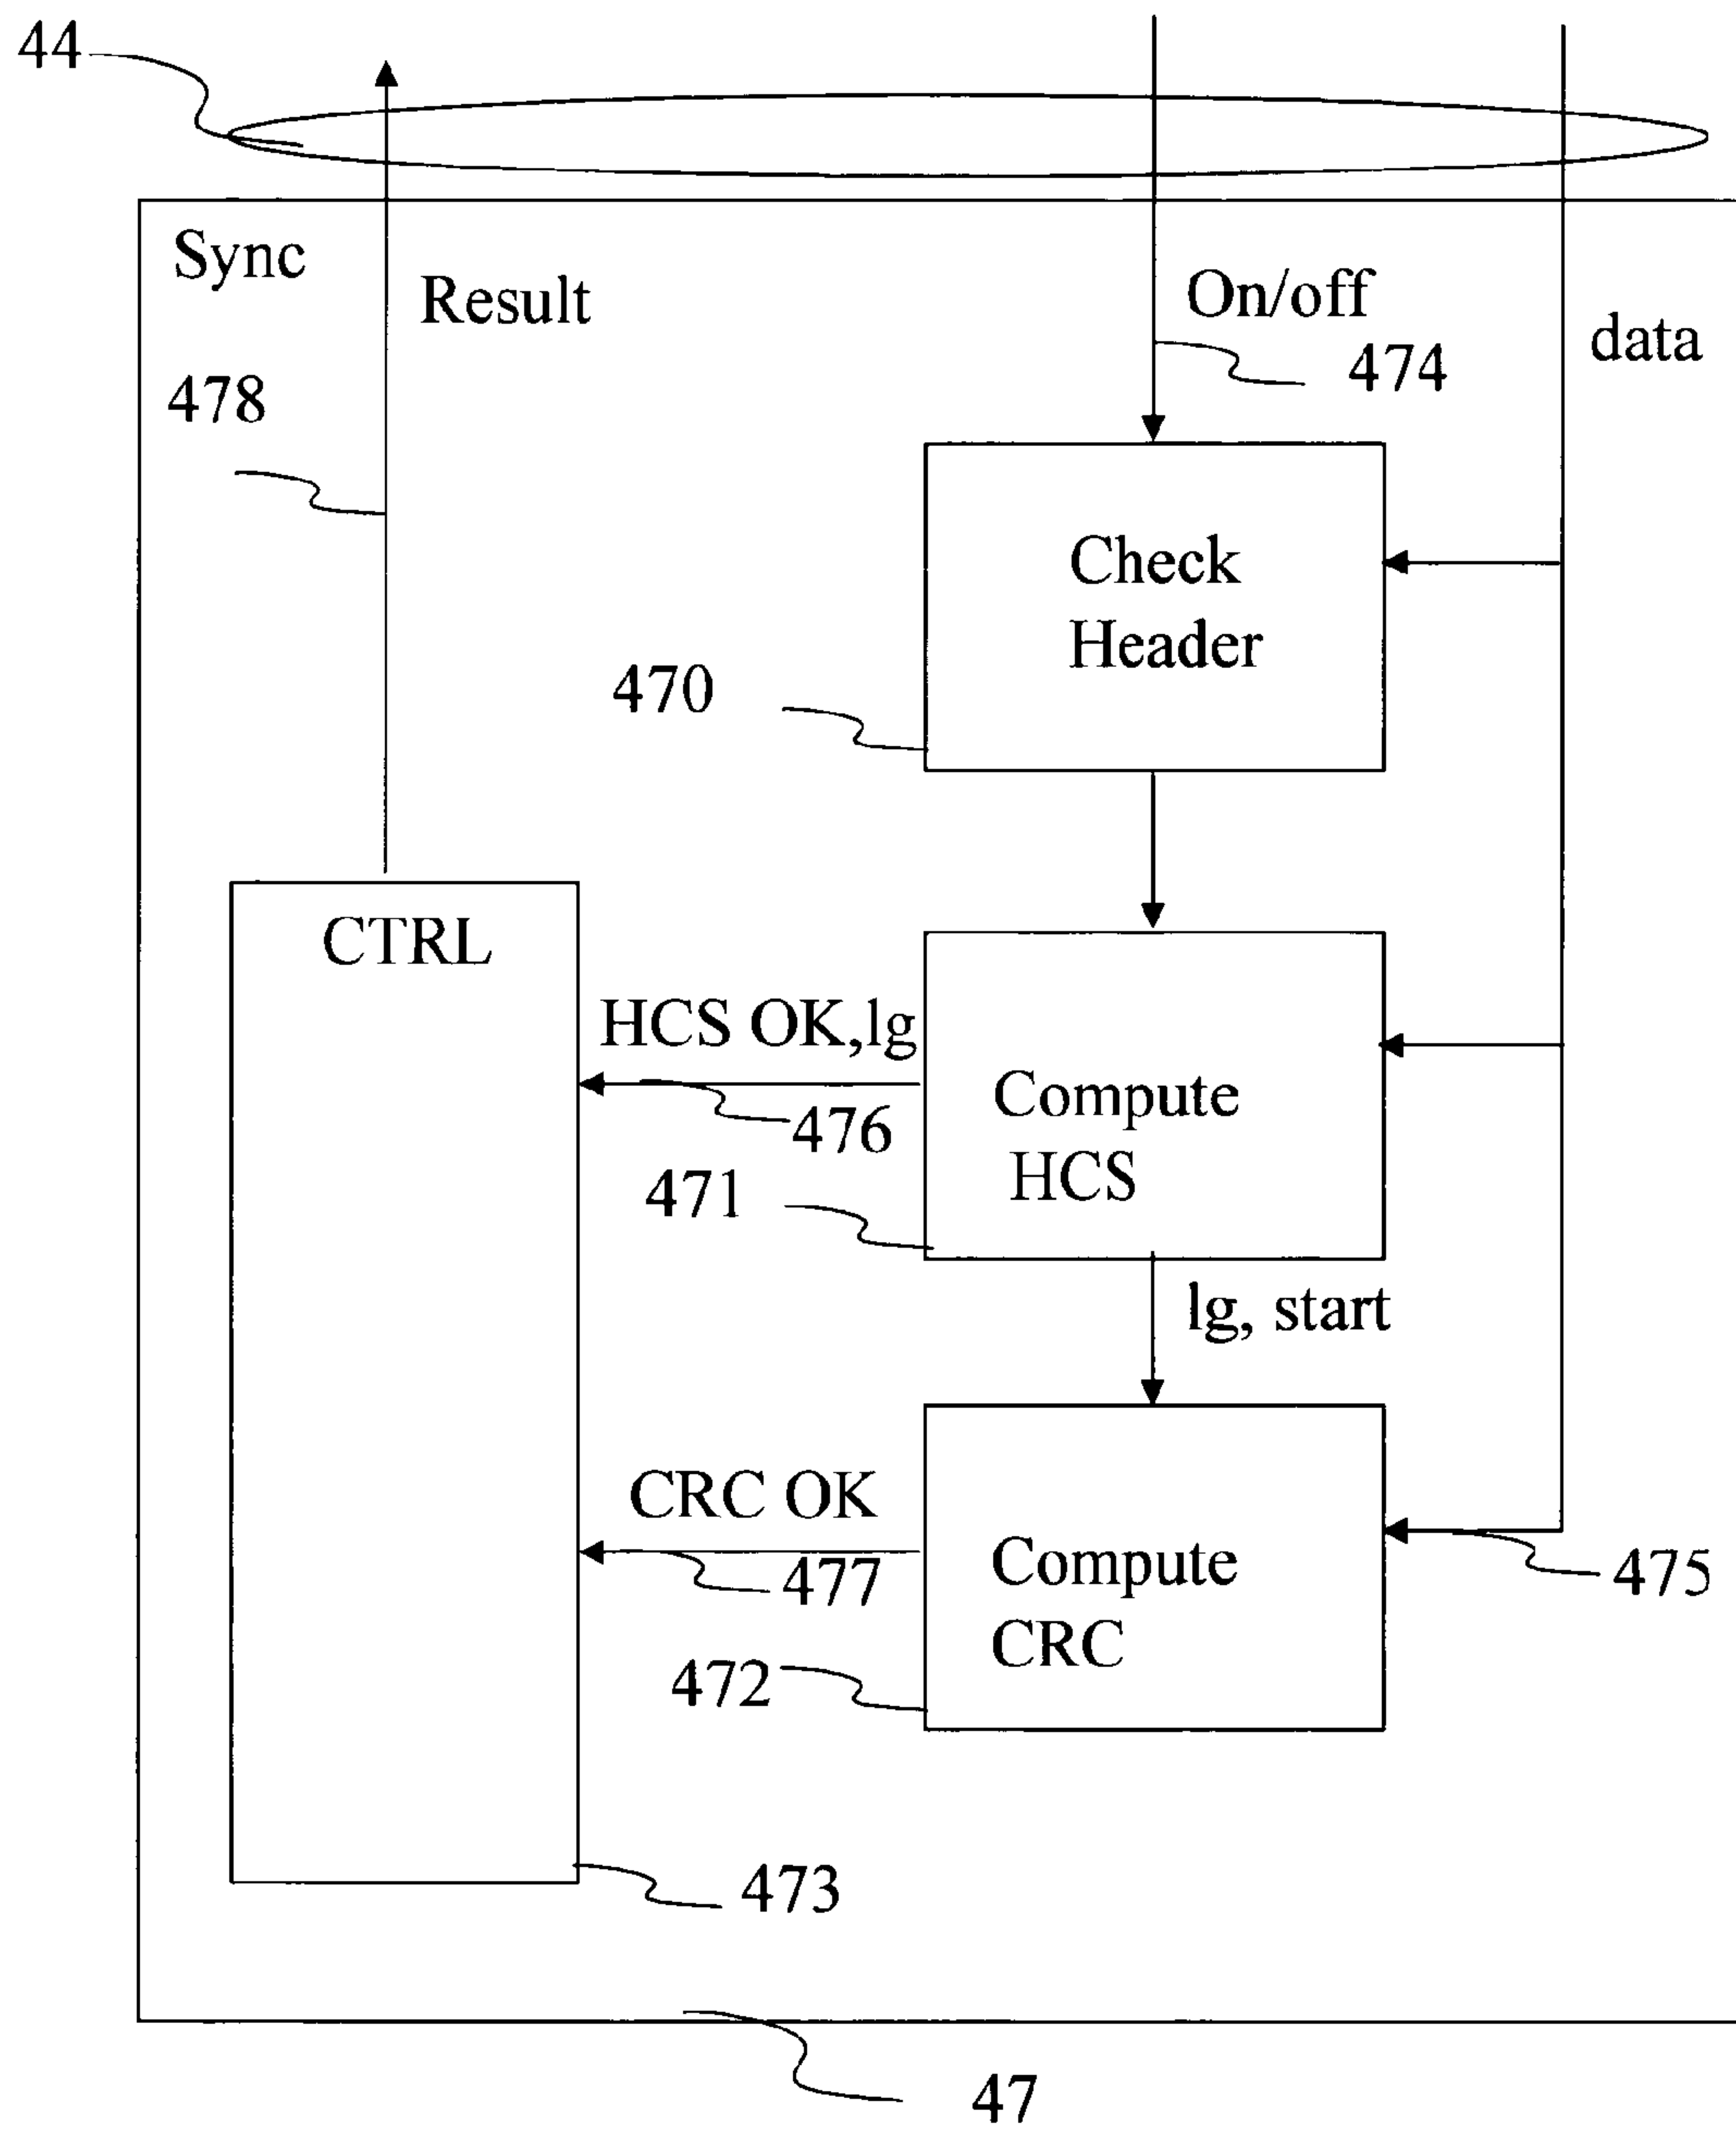 44
Sync
Result
On/off
data
474
478
Check
Header
470
CTRL
HCS OK,lg
476
Compute
HCS
471
lg, start
CRC OK
477
Compute
CRC
475
472
473
47